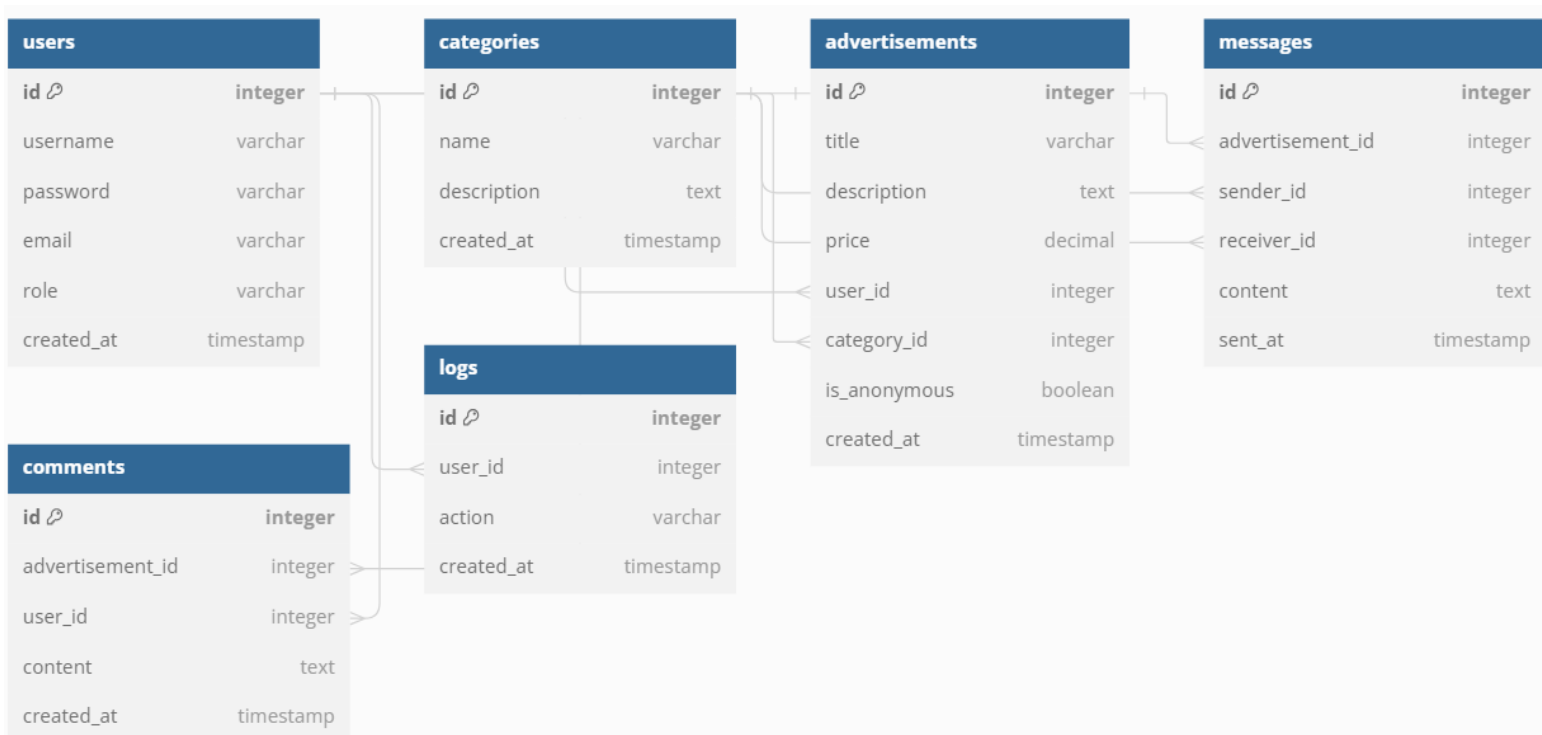 users
id integer
username varchar
password varchar
email varchar
role varchar
created_at timestamp
categories
id integer
name varchar
description text
created_at timestamp
advertisements
id integer
title varchar
description text
price decimal
user_id integer
category_id integer
is_anonymous boolean
created_at timestamp
messages
id integer
advertisement_id integer
sender_id integer
receiver_id integer
content text
sent_at timestamp
logs
id integer
user_id integer
action varchar
created_at timestamp
comments
id integer
advertisement_id integer
user_id integer
content text
created_at timestamp